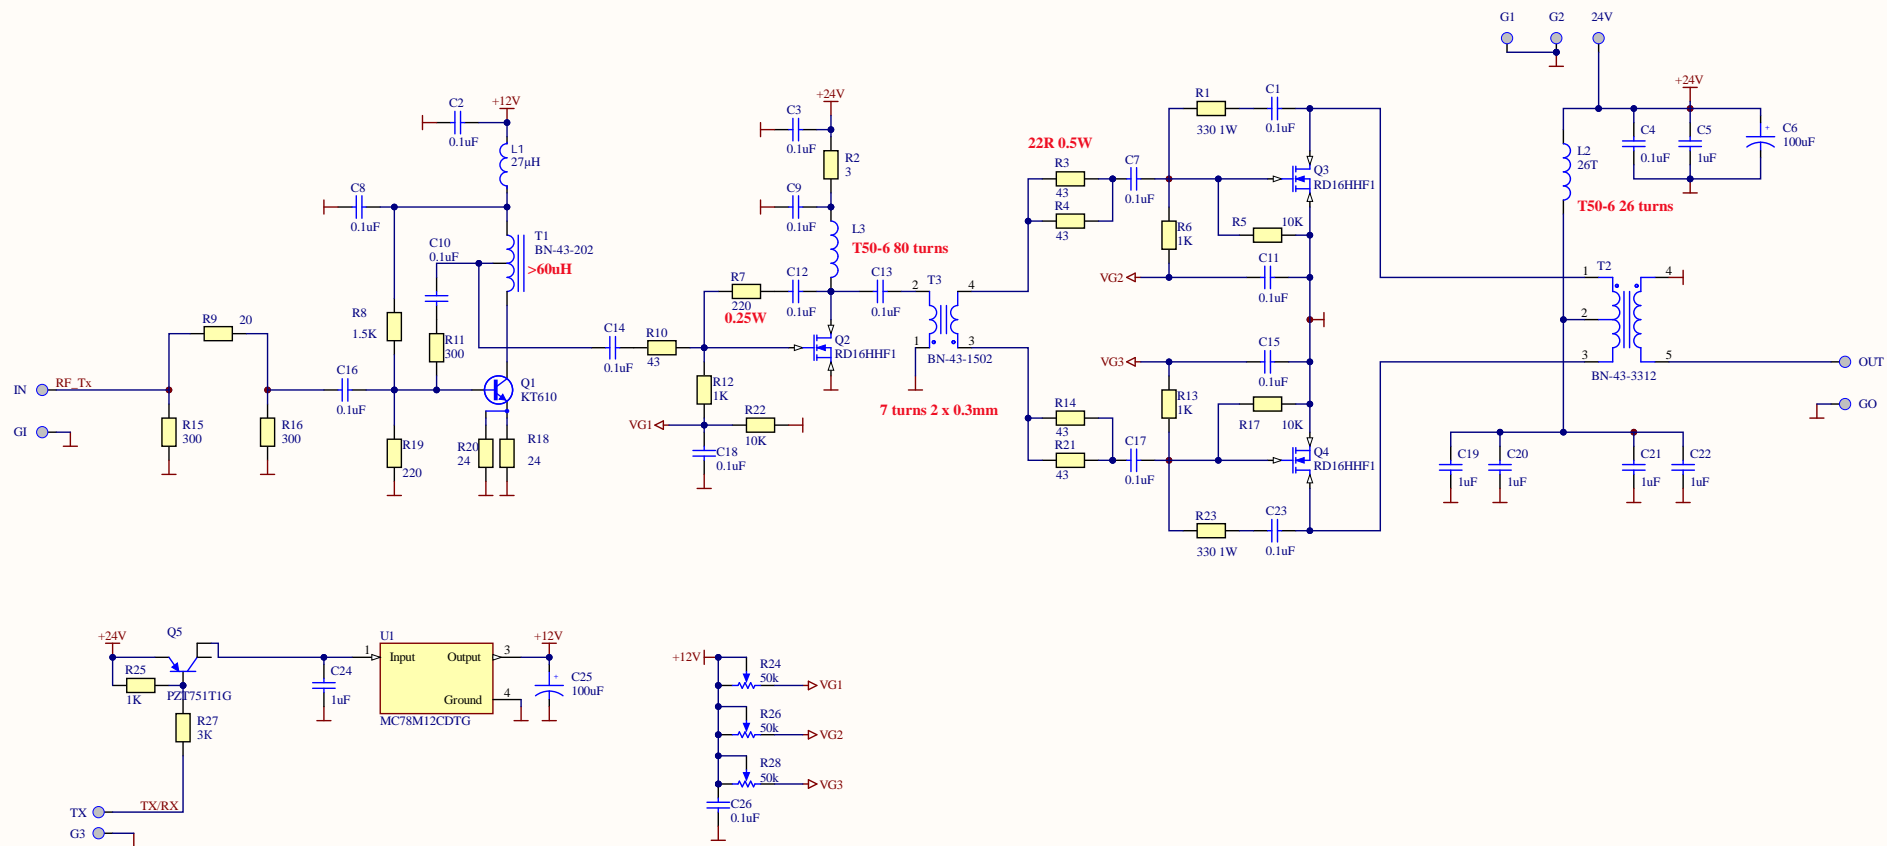 G1
G2
24V
+24V
C4
0.1uF
C5
1uF
C6
+
100uF
L2
26T
T50-6 26 turns
C2
0.1uF
+12V
L1
27µH
C8
0.1uF
C10
0.1uF
T1
BN-43-202
>60uH
R8
1.5K
R11
300
R9
20
IN
RF_Tx
GI
R15
300
R16
300
C16
0.1uF
Q1
KT610
R19
220
R20
24
R18
24
C14
0.1uF
R10
43
+24V
C3
0.1uF
R2
3
C9
0.1uF
L3
T50-6 80 turns
R7
220
0.25W
C12
0.1uF
C13
0.1uF
Q2
RD16HHF1
R12
1K
VG1
R22
10K
C18
0.1uF
T3
2
4
1
3
BN-43-1502
7 turns 2 x 0.3mm
22R 0.5W
R3
43
R4
43
C7
0.1uF
R1
330 1W
C1
0.1uF
Q3
RD16HHF1
R6
1K
R5
10K
VG2
C11
0.1uF
VG3
C15
0.1uF
R13
1K
R17
10K
R14
43
R21
43
C17
0.1uF
Q4
RD16HHF1
R23
330 1W
C23
0.1uF
T2
1
2
3
4
5
BN-43-3312
OUT
GO
C19
1uF
C20
1uF
C21
1uF
C22
1uF
+24V
Q5
R25
1K
PZT751T1G
R27
3K
TX
TX/RX
G3
C24
1uF
U1
1
Input
Output
3
Ground
4
MC78M12CDTG
+12V
C25
+
100uF
+12V
R24
50k
VG1
R26
50k
VG2
R28
50k
VG3
C26
0.1uF